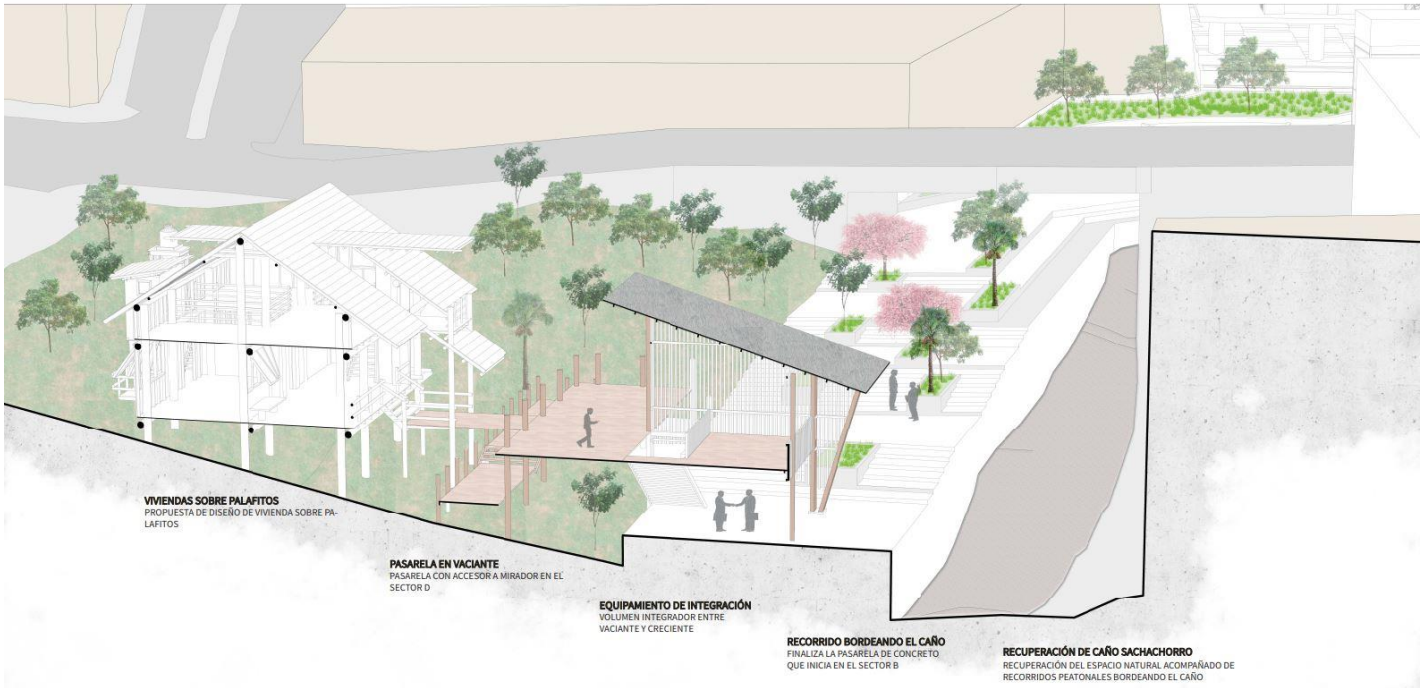 VIVIENDAS SOBRE PALAFITOS
PROPUESTA DE DISEÑO DE VIVIENDA SOBRE PA-
LAFITOS
PASARELA EN VACIANTE
PASARELA CON ACCESOR A MIRADOR EN EL
SECTOR D
EQUIPAMIENTO DE INTEGRACIÓN
VOLUMEN INTEGRADOR ENTRE
VACIANTE Y CRECIENTE
RECORRIDO BORDEANDO EL CAÑO
FINALIZA LA PASARELA DE CONCRETO
QUE INICIA EN EL SECTOR B
RECUPERACIÓN DE CAÑO SACHACHORRO
RECUPERACIÓN DEL ESPACIO NATURAL ACOMPAÑADO DE
RECORRIDOS PEATONALES BORDEANDO EL CAÑO